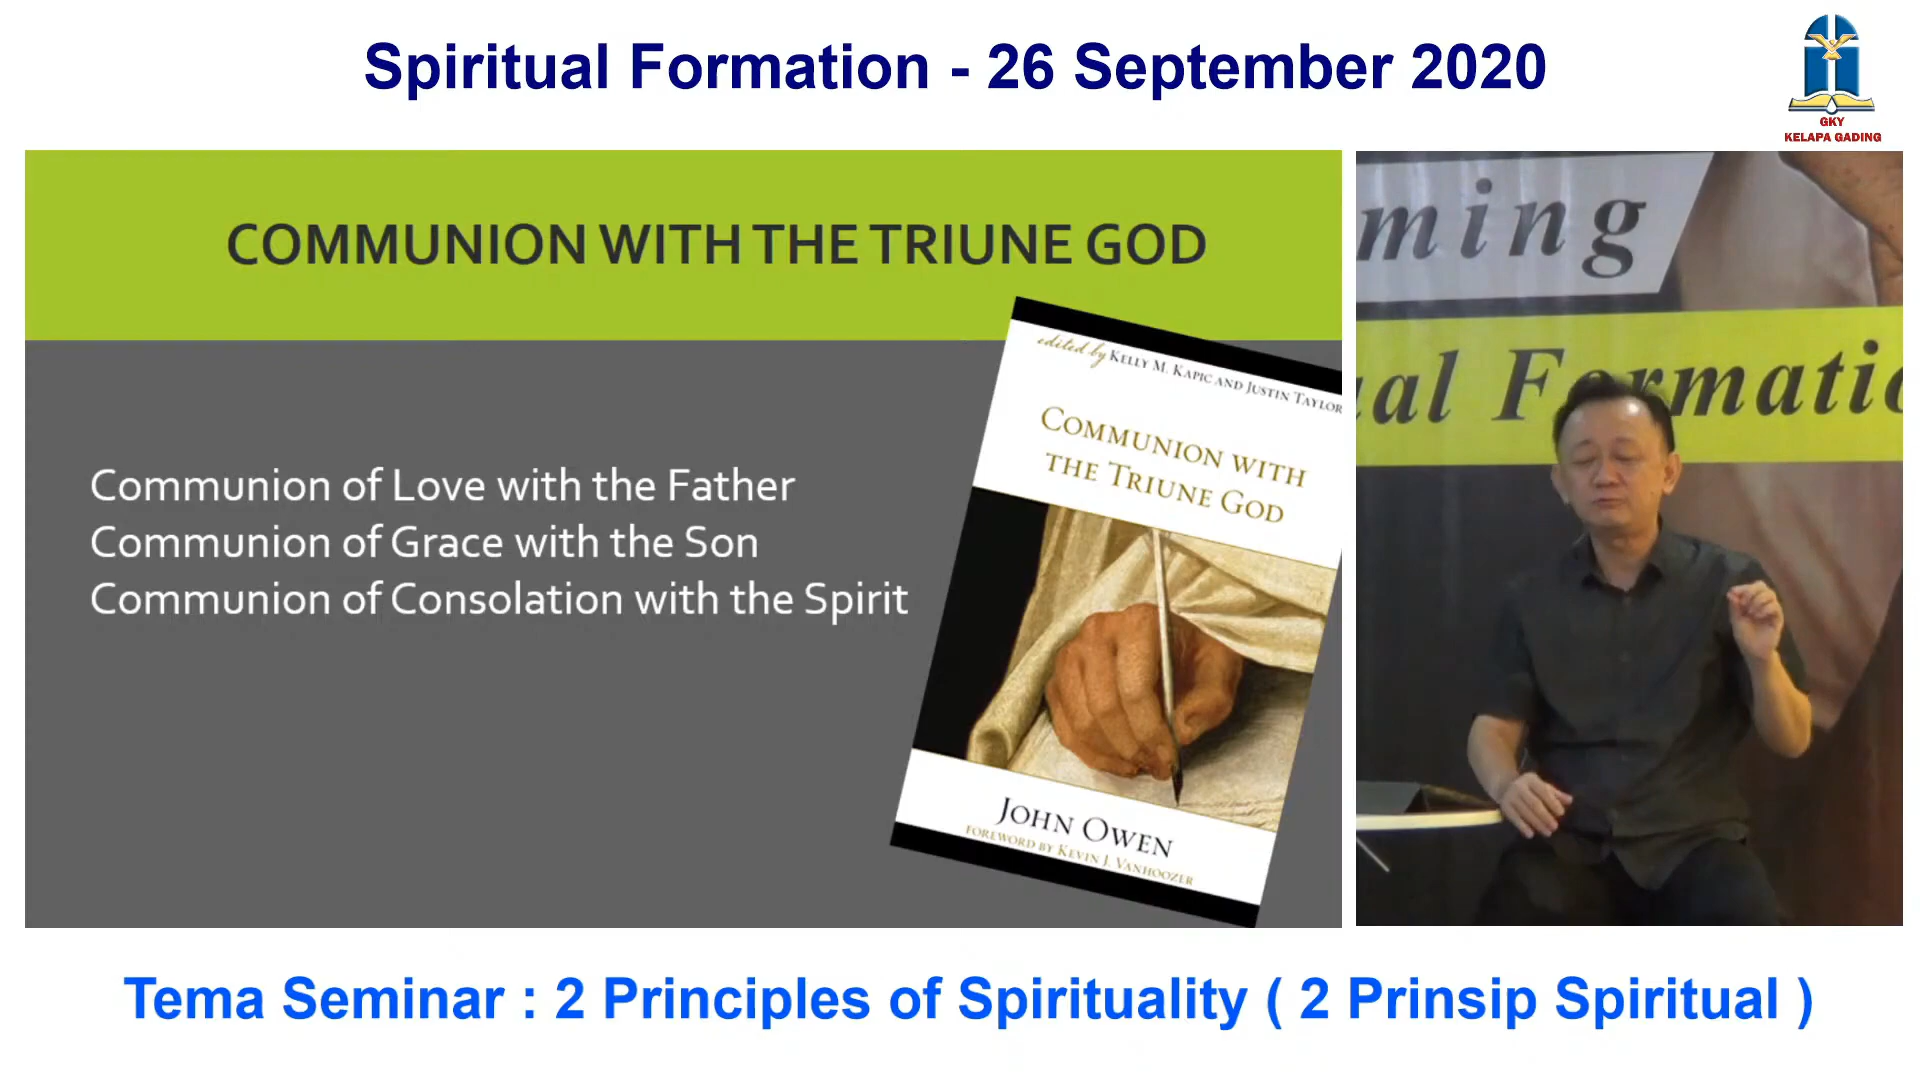 Spiritual Formation - 26 September 2020
GKY
KELAPA GADING
COMMUNION WITH THE TRIUNE GOD
Communion of Love with the Father
Communion of Grace with the Son
Communion of Consolation with the Spirit
edited by KELLY M. KAPIC AND JUSTIN TAYLOR
COMMUNION WITH
THE TRIUNE GOD
JOHN OWEN
FOREWORD BY KEVIN J. VANHOOZER
ming
ual Formatio
Tema Seminar : 2 Principles of Spirituality ( 2 Prinsip Spiritual )